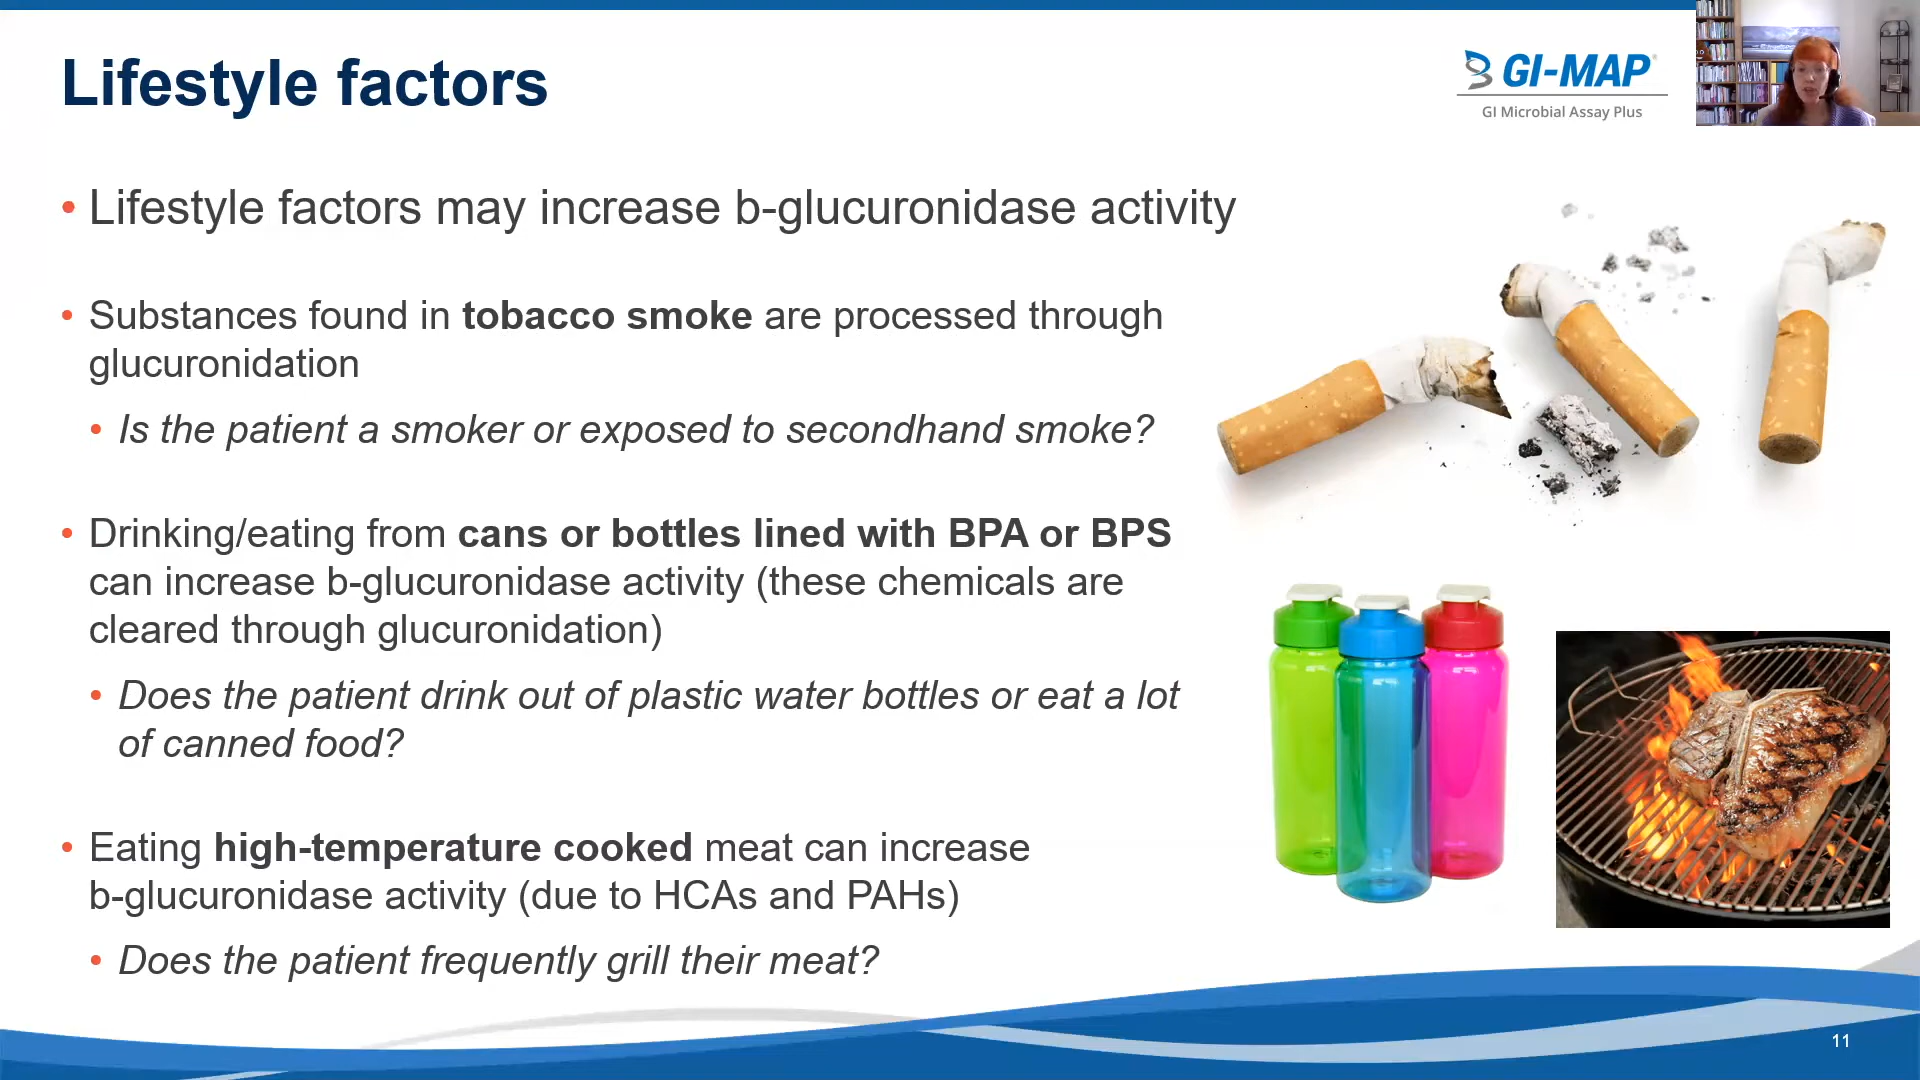 Lifestyle factors
GI-MAP
GI Microbial Assay Plus
• Lifestyle factors may increase b-glucuronidase activity
• Substances found in tobacco smoke are processed through
glucuronidation
• Is the patient a smoker or exposed to secondhand smoke?
• Drinking/eating from cans or bottles lined with BPA or BPS
can increase b-glucuronidase activity (these chemicals are
cleared through glucuronidation)
• Does the patient drink out of plastic water bottles or eat a lot
of canned food?
• Eating high-temperature cooked meat can increase
b-glucuronidase activity (due to HCAs and PAHs)
• Does the patient frequently grill their meat?
11